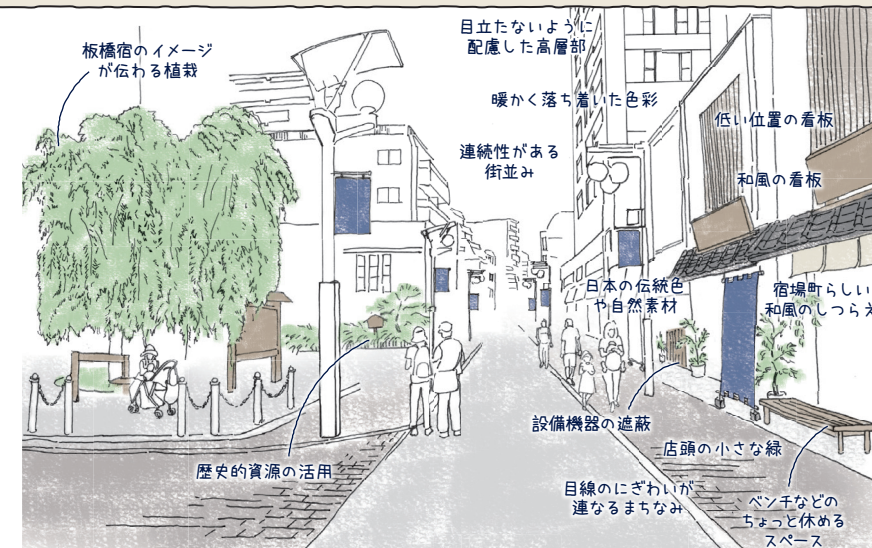 板橋宿のイメージ
が伝わる植栽
目立たないように
配慮した高層部
暖かく落ち着いた色彩
低い位置の看板
連続性がある
街並み
和風の看板
日本の伝統色
や自然素材
宿場町らしい
和風のしつらえ
設備機器の遮蔽
店頭の小さな緑
歴史的資源の活用
目線のにぎわいが
連なるまちなみ
ベンチなどの
ちょっと休める
スペース